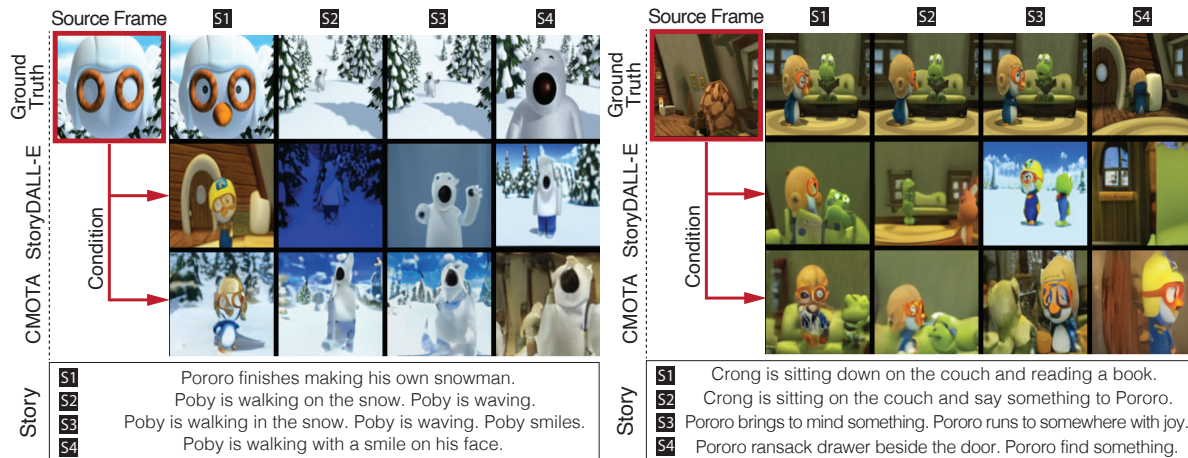 Source Frame S1 S2 S3 S4
Ground Truth
StoryDALL-E
CMOTA
Condition
Story
S1 Pororo finishes making his own snowman.
S2 Poby is walking on the snow. Poby is waving.
S3 Poby is walking in the snow. Poby is waving. Poby smiles.
S4 Poby is walking with a smile on his face.
Source Frame S1 S2 S3 S4
Ground Truth
StoryDALL-E
CMOTA
Condition
Story
S1 Crong is sitting down on the couch and reading a book.
S2 Crong is sitting on the couch and say something to Pororo.
S3 Pororo brings to mind something. Pororo runs to somewhere with joy.
S4 Pororo ransack drawer beside the door. Pororo find something.